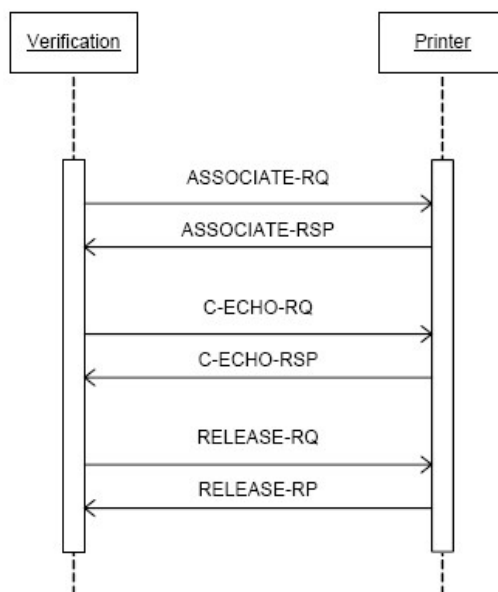 Verification
Printer
ASSOCIATE-RQ
ASSOCIATE-RSP
C-ECHO-RQ
C-ECHO-RSP
RELEASE-RQ
RELEASE-RP